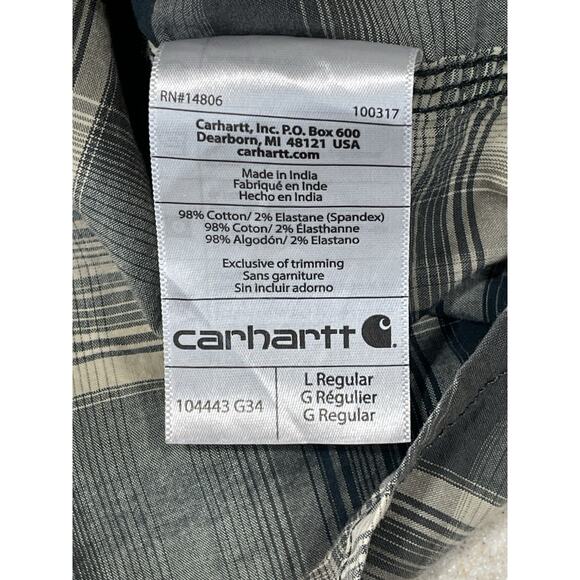 RN#14806
100317
Carhartt, Inc. P.O. Box 600
Dearborn, MI 48121 USA
carhartt.com
Made in India
Fabriqué en Inde
Hecho en India
98% Cotton/ 2% Elastane (Spandex)
98% Coton/ 2% Élasthanne
98% Algodón/ 2% Elastano
Exclusive of trimming
Sans garniture
Sin incluir adorno
carhartt
104443 G34
L Regular
G Régulier
G Regular